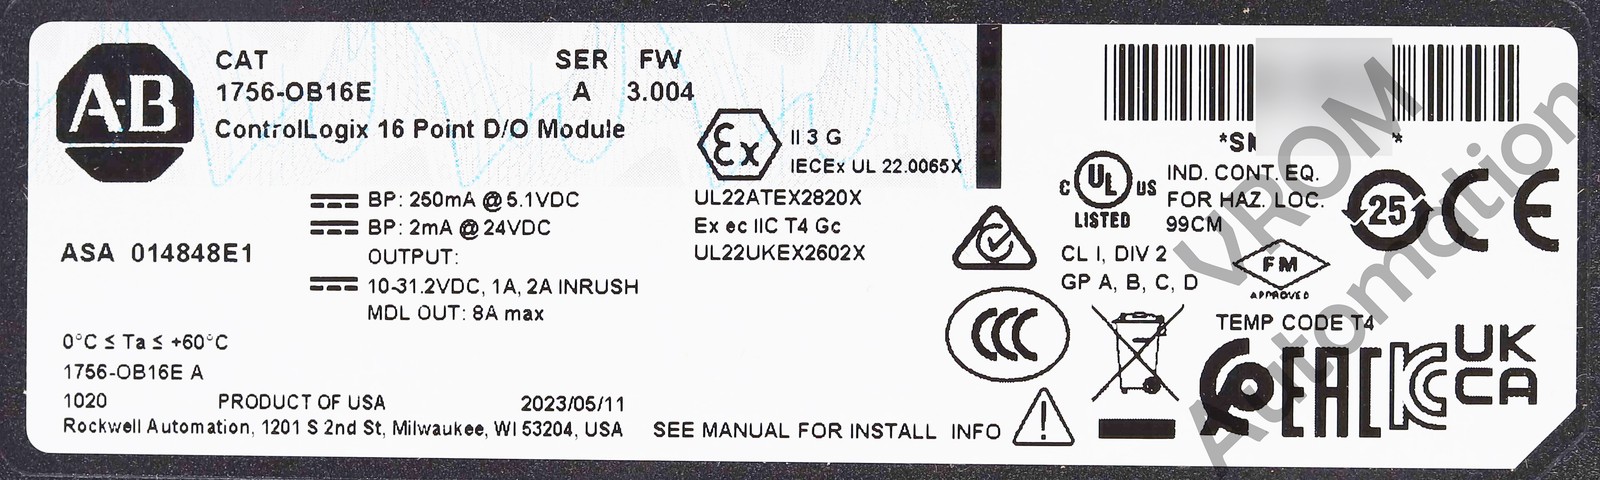 A-B
CAT SER FW
1756-OB16E A 3.004
ControlLogix 16 Point D/O Module
Ex II 3 G
IECEx UL 22.0065X
BP: 250mA @ 5.1VDC
BP: 2mA @ 24VDC
OUTPUT:
10-31.2VDC, 1A, 2A INRUSH
MDL OUT: 8A max
UL22ATEX2820X
Ex ec IIC T4 Gc
UL22UKEX2602X
ASA 014848E1
0°C ≤ Ta ≤ +60°C
1756-OB16E A
1020 PRODUCT OF USA 2023/05/11
Rockwell Automation, 1201 S 2nd St, Milwaukee, WI 53204, USA
SEE MANUAL FOR INSTALL INFO
C UL US
LISTED
IND. CONT. EQ.
FOR HAZ. LOC.
99CM
CL I, DIV 2
GP A, B, C, D
FM
APPROVED
TEMP CODE T4
25
CE
CCC
EAC
KC
UK
CA
VROM
Automation